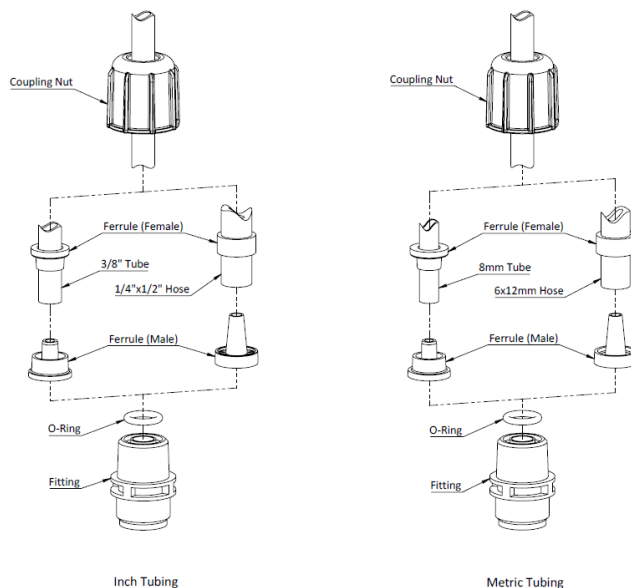 Coupling Nut
Ferrule (Female)
3/8" Tube
1/4"x1/2" Hose
Ferrule (Male)
O-Ring
Fitting
Inch Tubing
Coupling Nut
Ferrule (Female)
8mm Tube
6x12mm Hose
Ferrule (Male)
O-Ring
Fitting
Metric Tubing